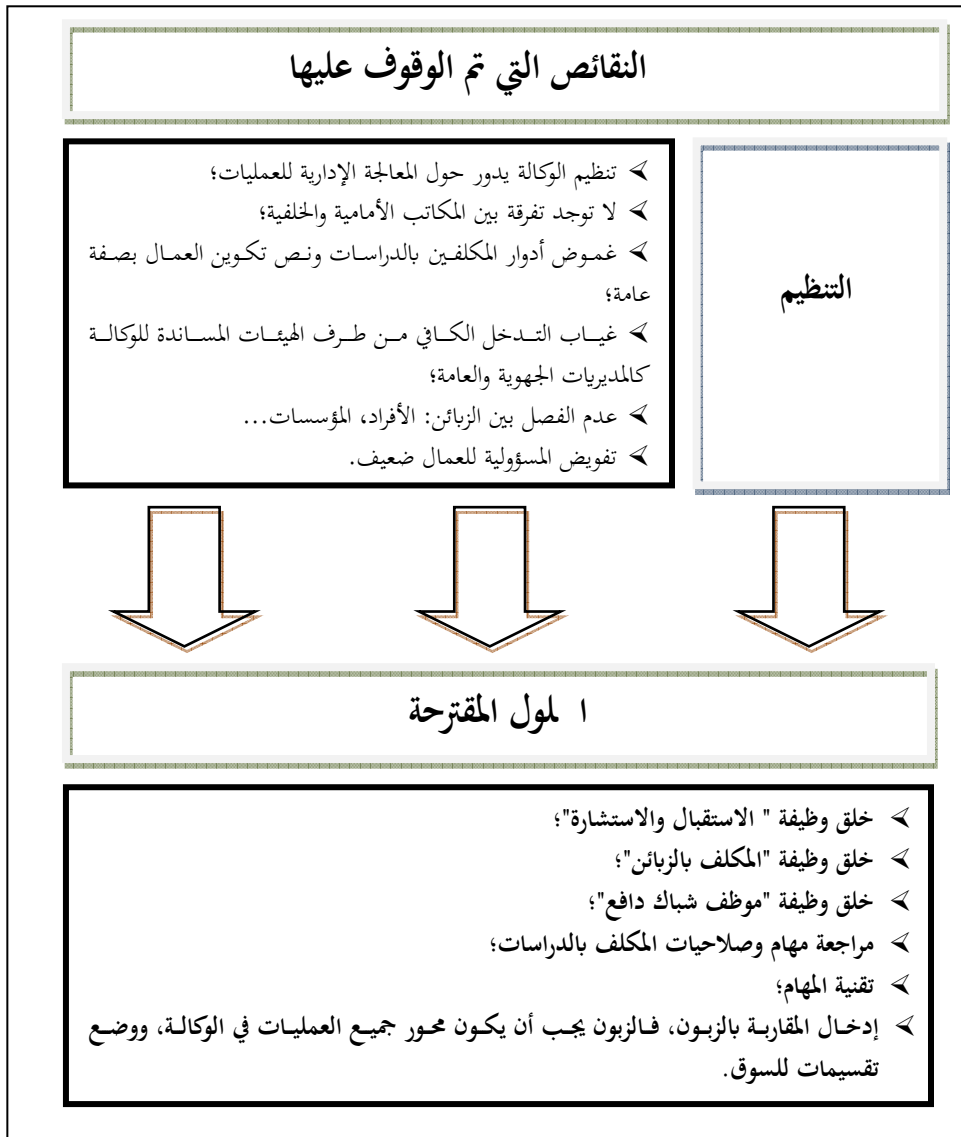 النقائص التي تم الوقوف عليها
التنظيم
➢ تنظيم الوكالة يدور حول المعالجة الإدارية للعمليات؛
➢ لا توجد تفرقة بين المكاتب الأمامية والخلفية؛
➢ غموض أدوار المكلفين بالدراسات ونص تكوين العمال بصفة
عامة؛
➢ غياب التدخل الكافي من طرف الهيئات المساندة للوكالة
كالمديريات الجهوية والعامة؛
➢ عدم الفصل بين الزبائن: الأفراد، المؤسسات...
➢ تفويض المسؤولية للعمال ضعيف.
ا لمول المقترحة
➢ خلق وظيفة " الاستقبال والاستشارة"؛
➢ خلق وظيفة "المكلف بالزبائن"؛
➢ خلق وظيفة "موظف شباك دافع"؛
➢ مراجعة مهام وصلاحيات المكلف بالدراسات؛
➢ تقنية المهام؛
➢ إدخال المقاربة بالزبون، فالزبون يجب أن يكون محور جميع العمليات في الوكالة، ووضع
تقسيمات للسوق.